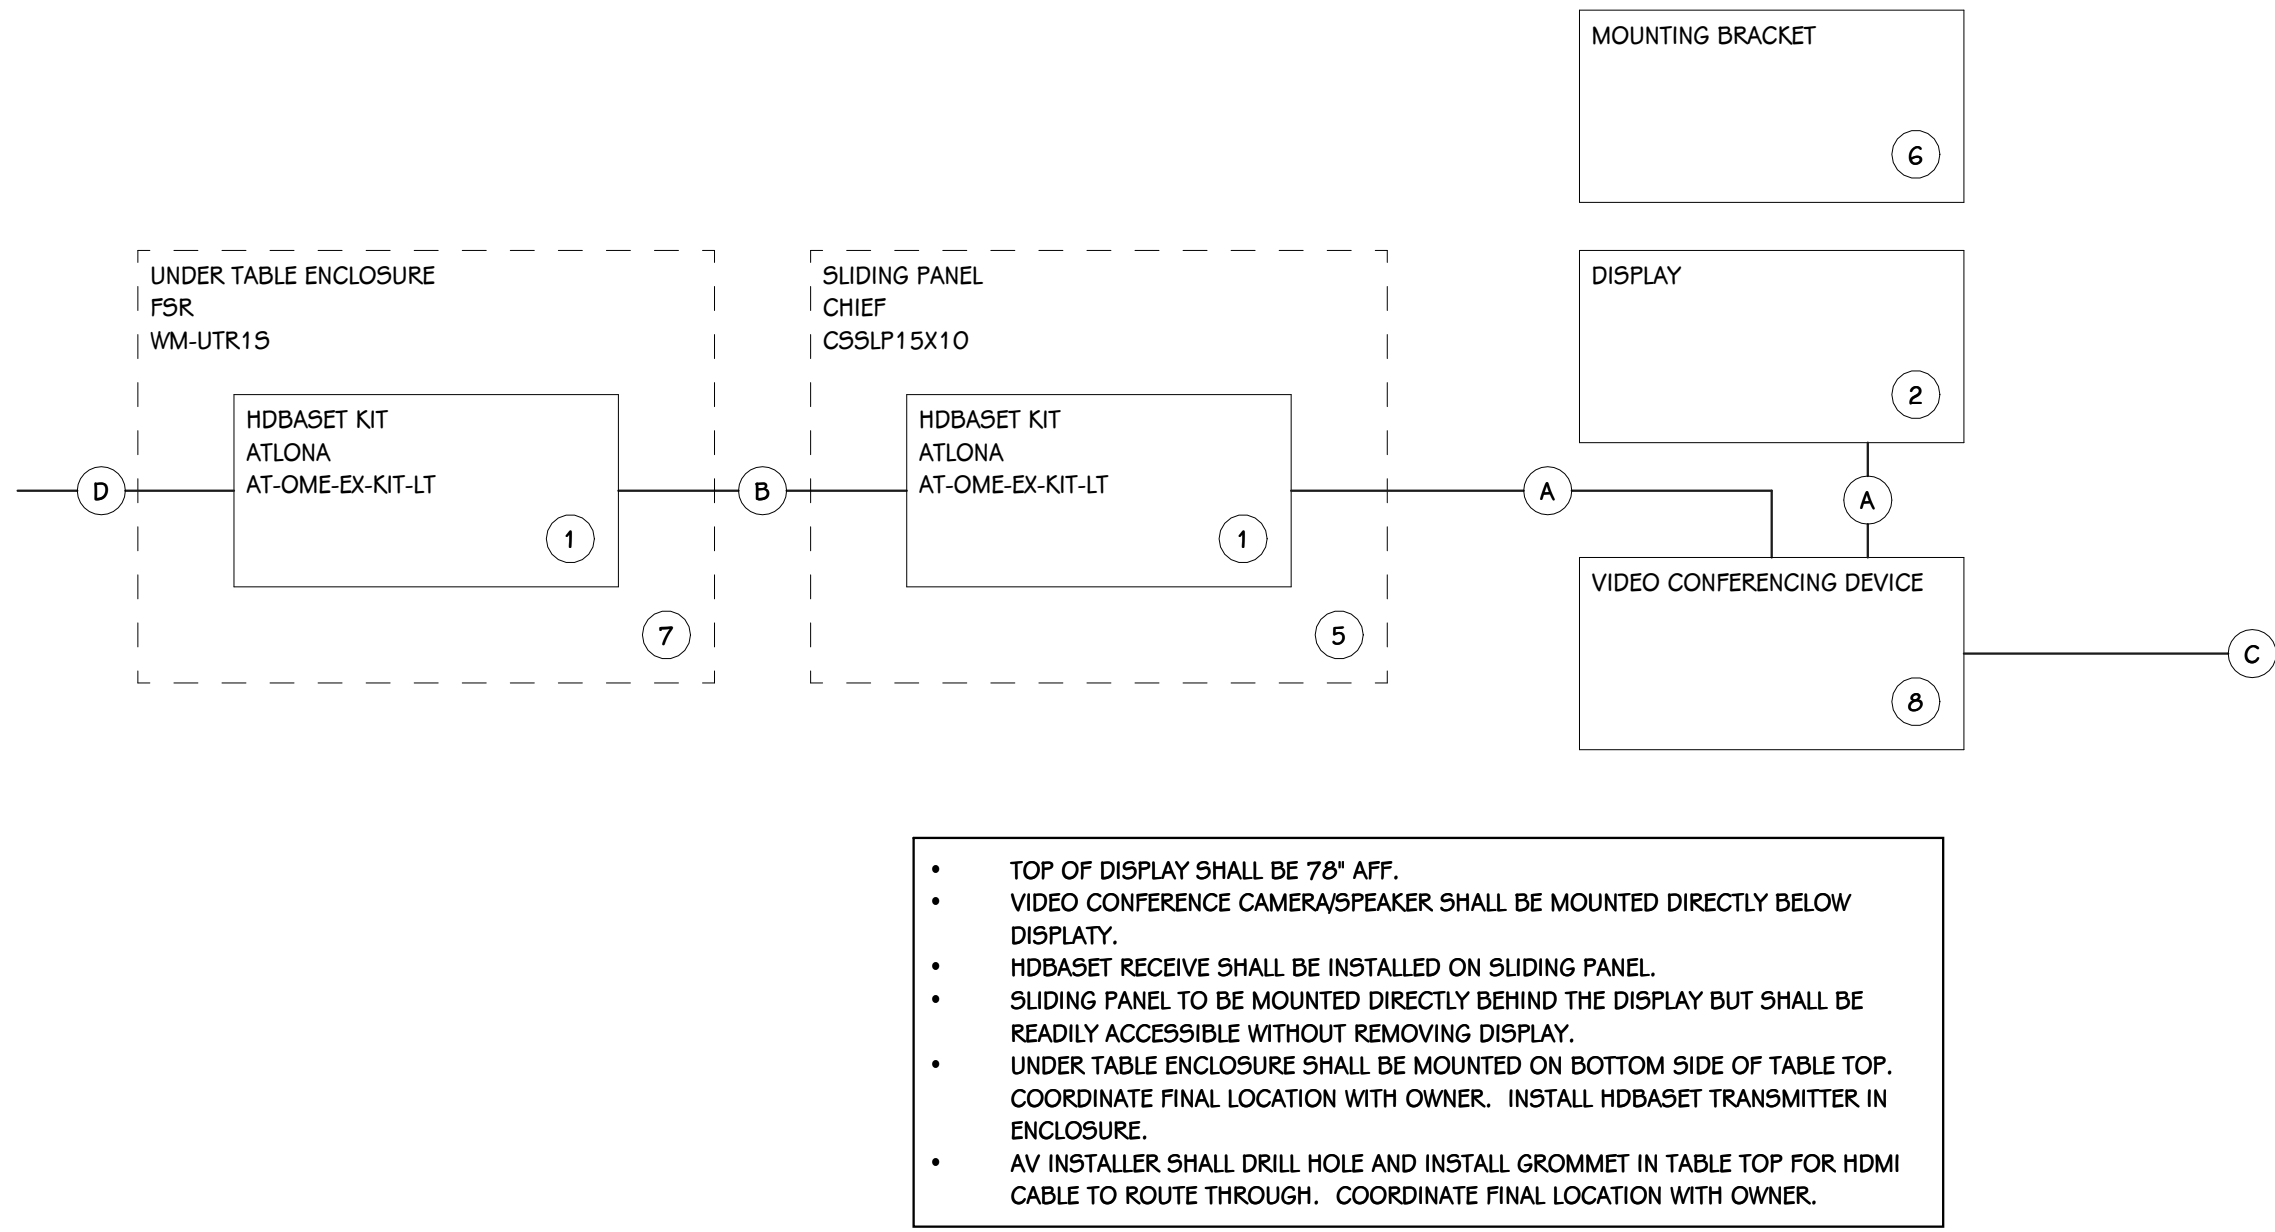 MOUNTING BRACKET
6
UNDER TABLE ENCLOSURE
FSR
WM-UTR1S
HDBASET KIT
ATLONA
AT-OME-EX-KIT-LT
1
7
D
B
SLIDING PANEL
CHIEF
CSSLP15X10
HDBASET KIT
ATLONA
AT-OME-EX-KIT-LT
1
5
A
DISPLAY
2
A
VIDEO CONFERENCING DEVICE
8
C
• TOP OF DISPLAY SHALL BE 78" AFF.
• VIDEO CONFERENCE CAMERA/SPEAKER SHALL BE MOUNTED DIRECTLY BELOW
DISPLATY.
• HDBASET RECEIVE SHALL BE INSTALLED ON SLIDING PANEL.
• SLIDING PANEL TO BE MOUNTED DIRECTLY BEHIND THE DISPLAY BUT SHALL BE
READILY ACCESSIBLE WITHOUT REMOVING DISPLAY.
• UNDER TABLE ENCLOSURE SHALL BE MOUNTED ON BOTTOM SIDE OF TABLE TOP.
COORDINATE FINAL LOCATION WITH OWNER. INSTALL HDBASET TRANSMITTER IN
ENCLOSURE.
• AV INSTALLER SHALL DRILL HOLE AND INSTALL GROMMET IN TABLE TOP FOR HDMI
CABLE TO ROUTE THROUGH. COORDINATE FINAL LOCATION WITH OWNER.